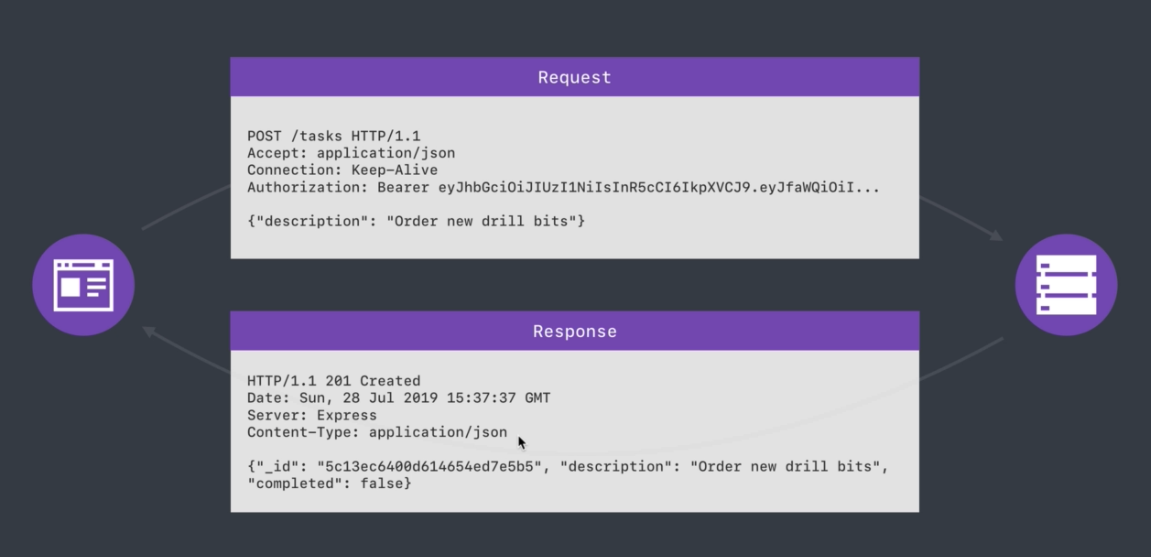 Request
POST /tasks HTTP/1.1
Accept: application/json
Connection: Keep-Alive
Authorization: Bearer eyJhbGciOiJIUzI1NiIsInR5cCI6IkpXVCJ9.eyJfaWQiOiI...
{"description": "Order new drill bits"}
Response
HTTP/1.1 201 Created
Date: Sun, 28 Jul 2019 15:37:37 GMT
Server: Express
Content-Type: application/json
{"_id": "5c13ec6400d614654ed7e5b5", "description": "Order new drill bits",
"completed": false}